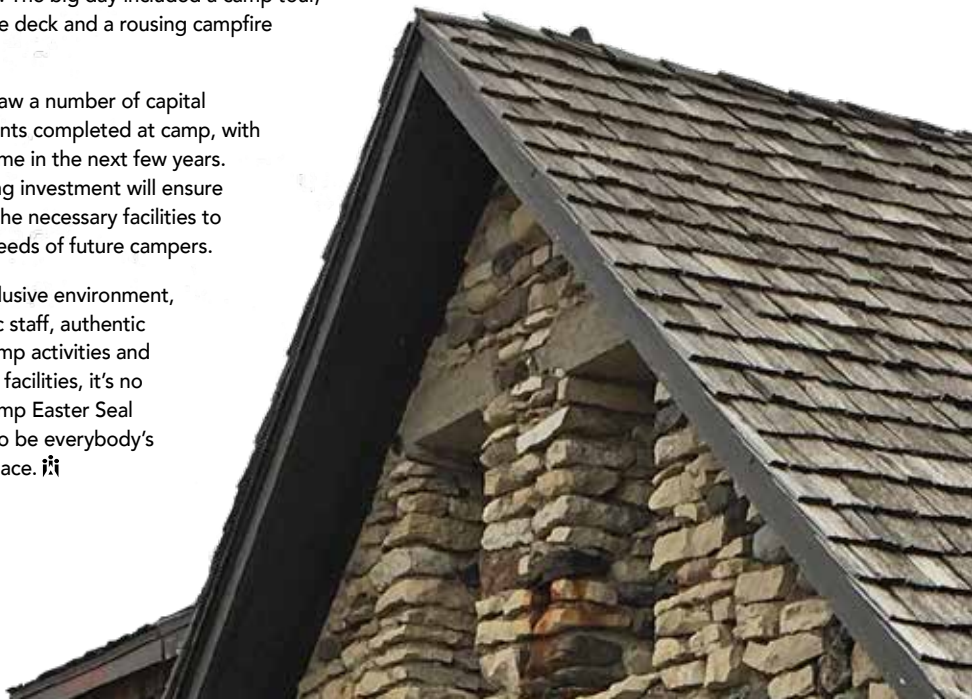 . The big day included a camp tour,
e deck and a rousing campfire
aw a number of capital
nts completed at camp, with
me in the next few years.
ng investment will ensure
he necessary facilities to
eeds of future campers.
lusive environment,
c staff, authentic
mp activities and
facilities, it's no
mp Easter Seal
o be everybody's
ace.